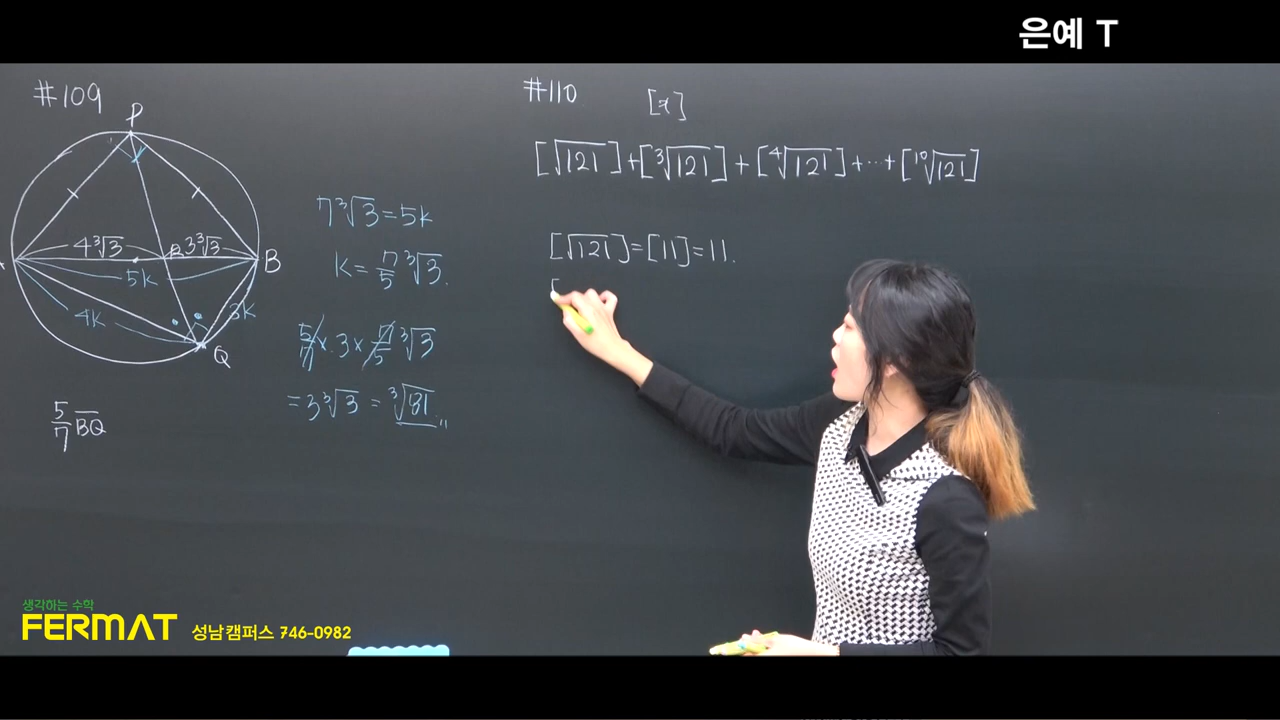 은예 T
#109
P
4∛3
R
3∛3
B
5k
4k
3k
Q
5/7 B̅Q̅
7∛3=5k
k=7/5 ∛3.
5/7×3×7/5 ∛3
=3∛3 = ∛81
#110
[x]
[√121]+[∛121]+[∜121]+…+[¹⁰√121]
[√121]=[11]=11.
[
생각하는 수학
FERMAT 성남캠퍼스 746-0982